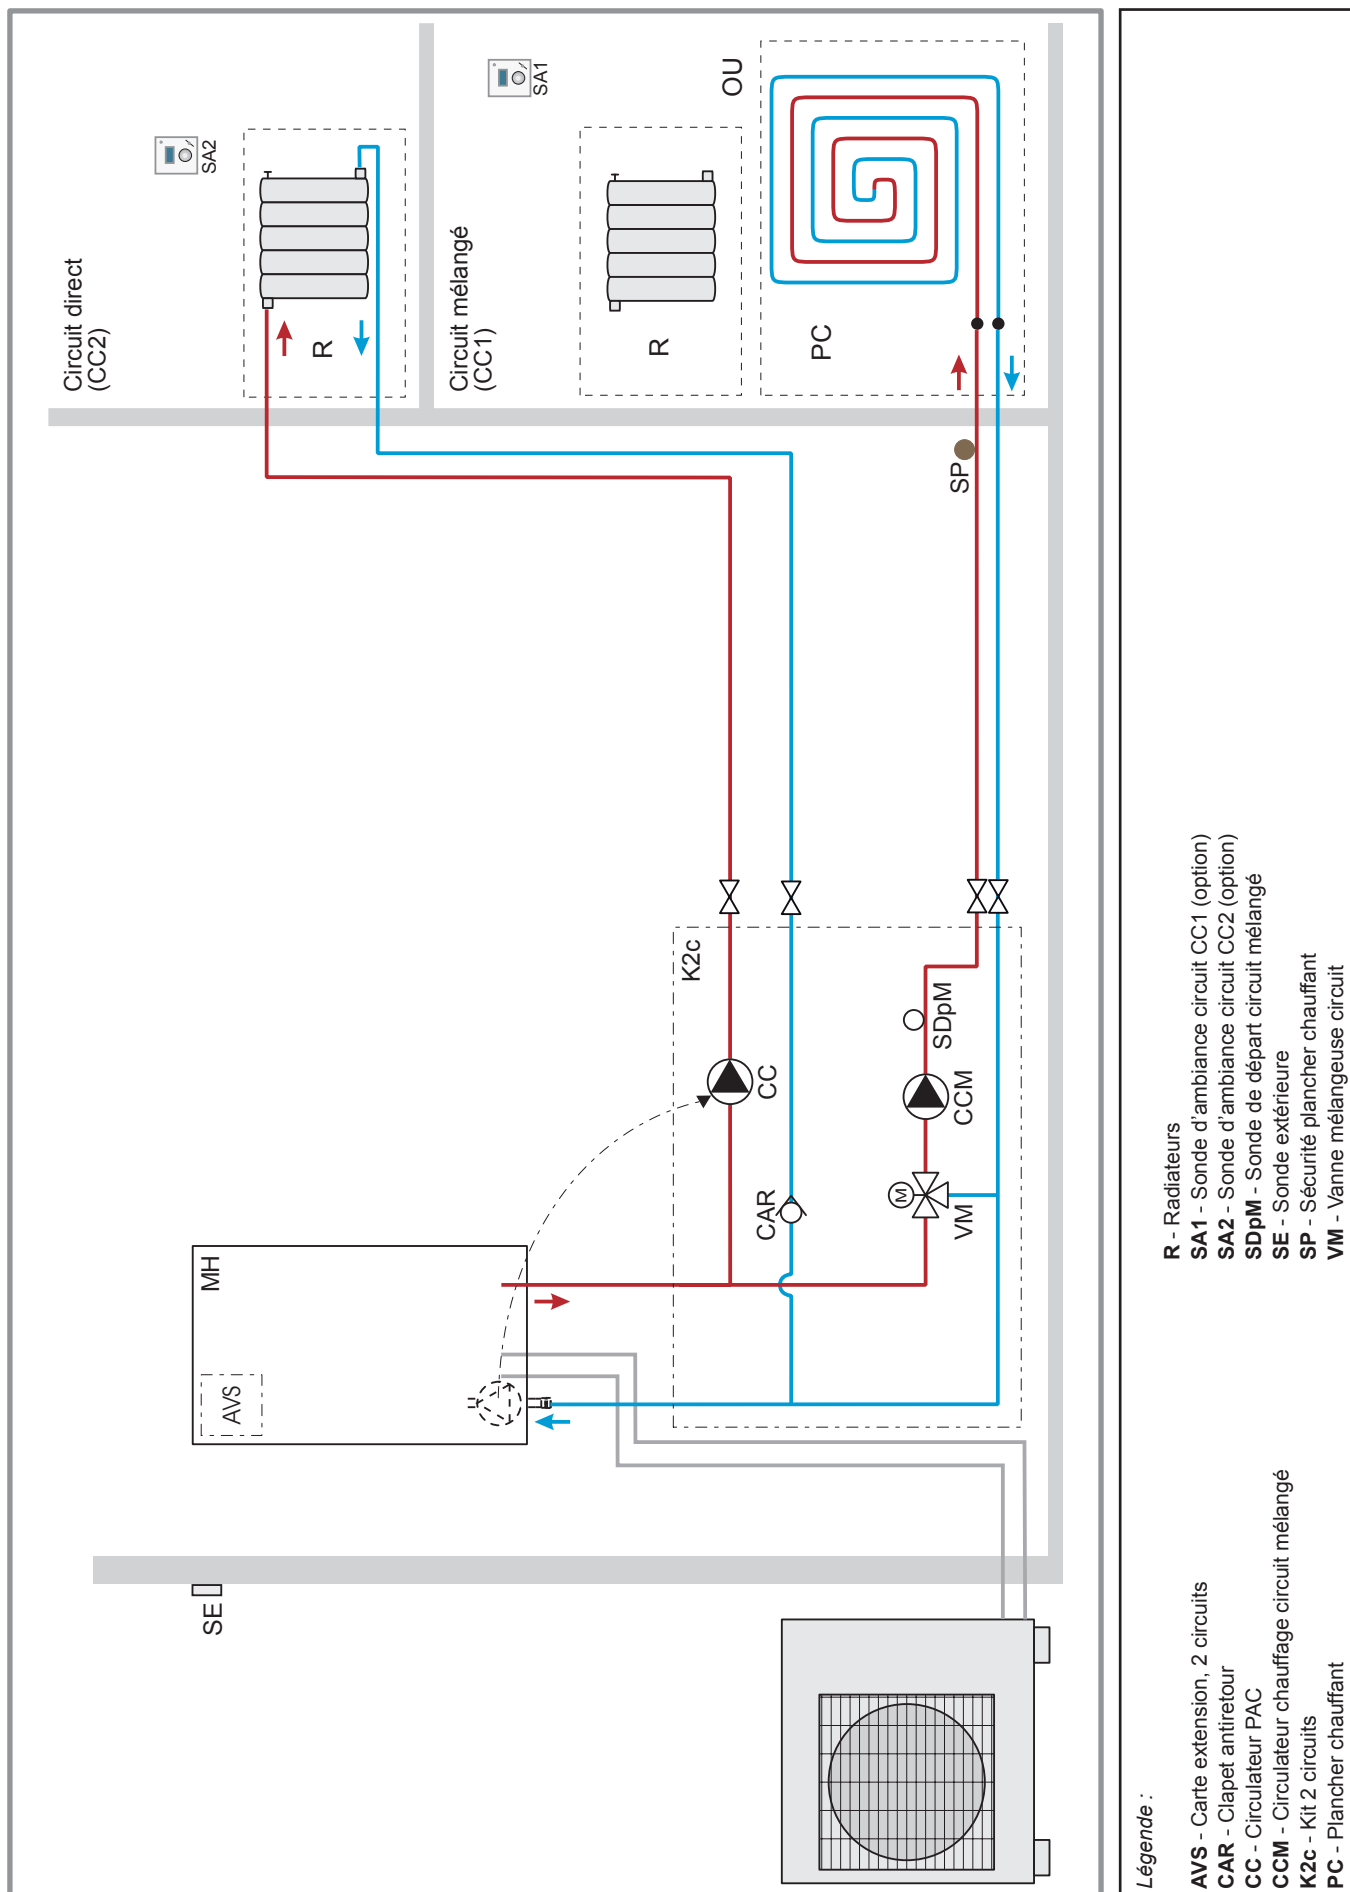 Circuit direct
(CC2)
SA2
R
Circuit mélangé
(CC1)
SA1
R
OU
PC
SP
K2c
CC
CAR
SDpM
CCM
M
VM
MH
AVS
SE
Légende :
AVS - Carte extension, 2 circuits
CAR - Clapet antiretour
CC - Circulateur PAC
CCM - Circulateur chauffage circuit mélangé
K2c - Kit 2 circuits
PC - Plancher chauffant
R - Radiateurs
SA1 - Sonde d'ambiance circuit CC1 (option)
SA2 - Sonde d'ambiance circuit CC2 (option)
SDpM - Sonde de départ circuit mélangé
SE - Sonde extérieure
SP - Sécurité plancher chauffant
VM - Vanne mélangeuse circuit